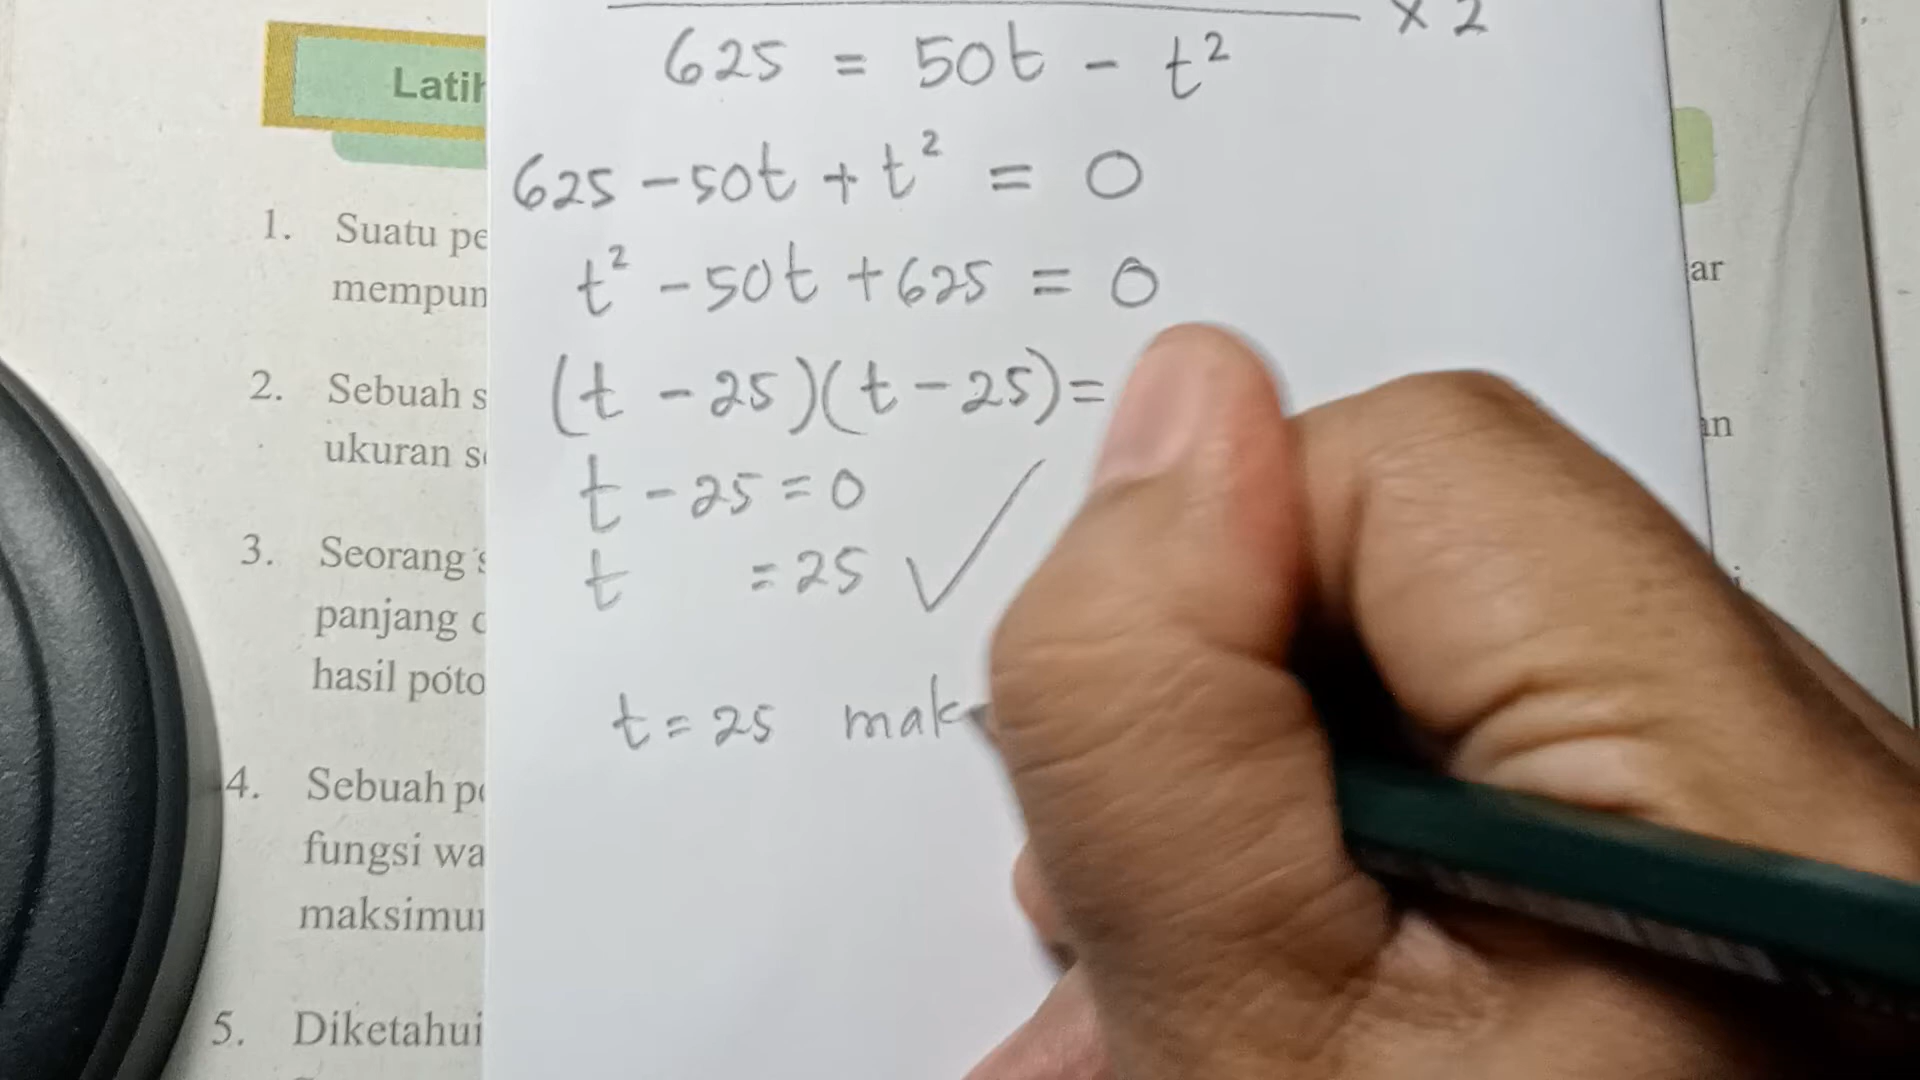 × 2
625 = 50t - t²
625 - 50t + t² = 0
t² - 50t + 625 = 0
(t - 25)(t - 25) =
t - 25 = 0
t = 25 ✓
t = 25 mak
Latih
1. Suatu pe
mempun
2. Sebuah s
ukuran s
3. Seorang s
panjang c
hasil poto
4. Sebuah p
fungsi wa
maksimu
5. Diketahui
ar
an